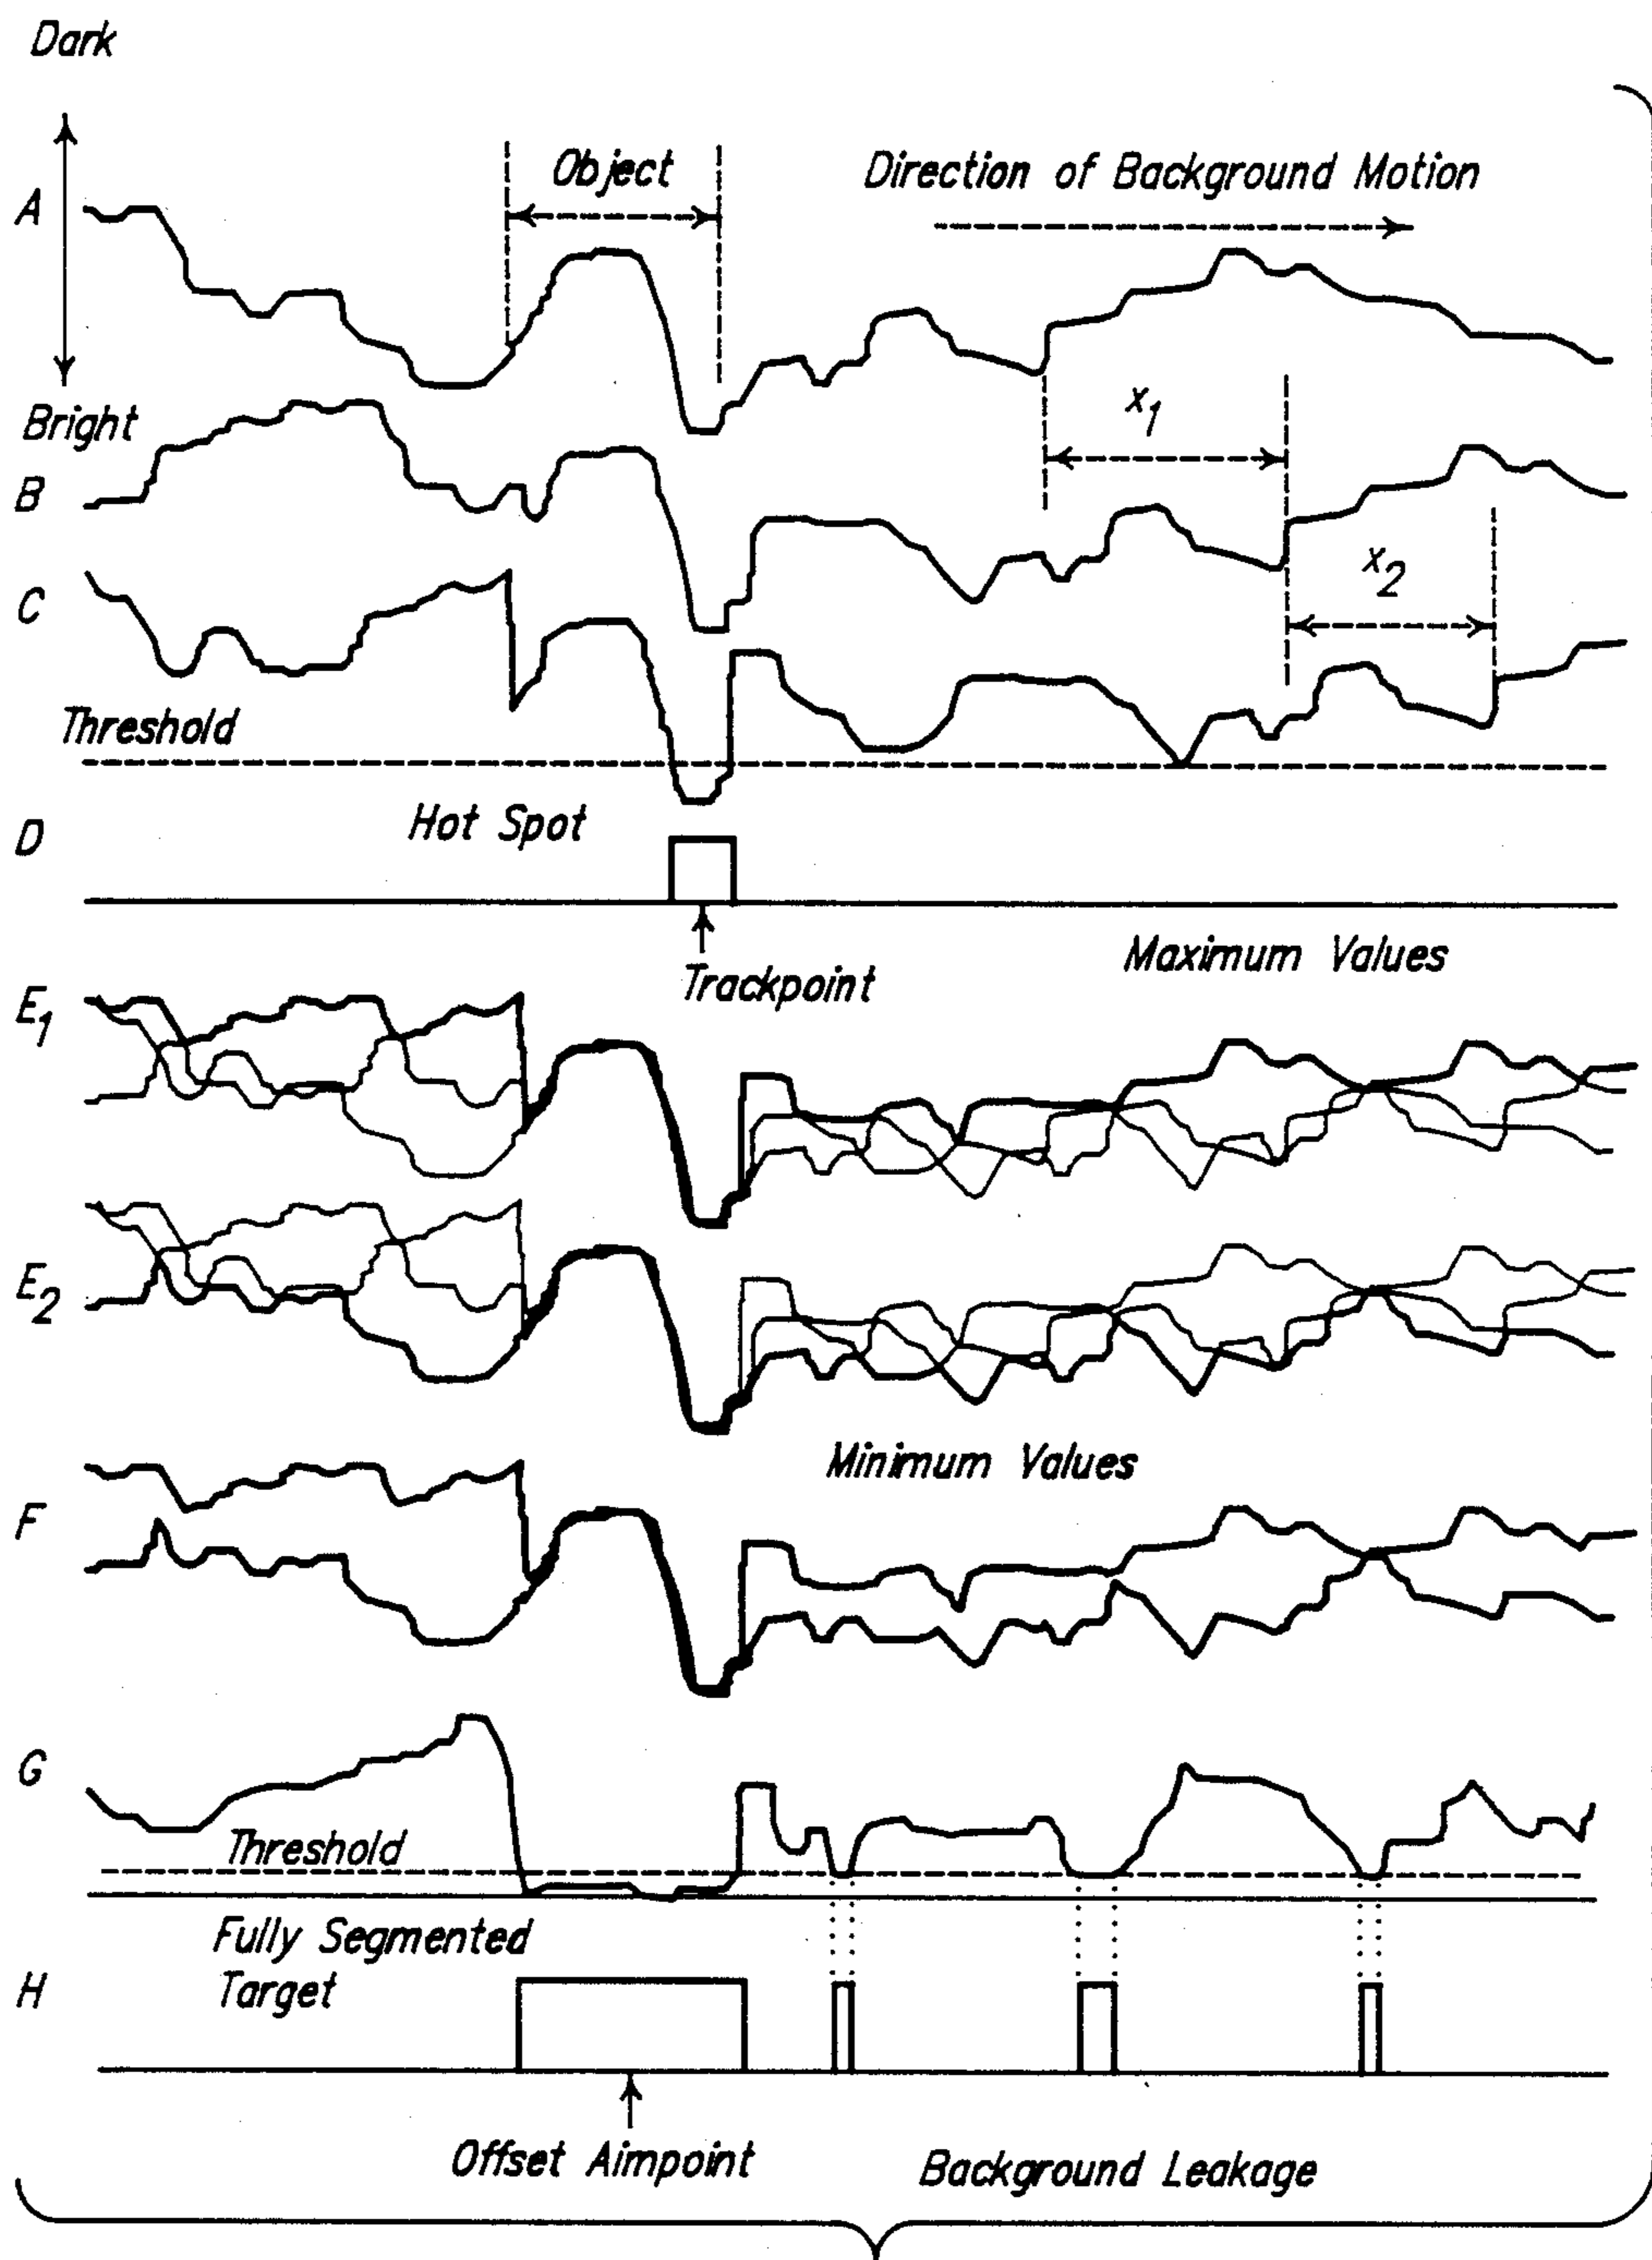 Dark
Object
Direction of Background Motion
A
x1
Bright
B
x2
C
Threshold
Hot Spot
D
Maximum Values
Trackpoint
E1
E2
Minimum Values
F
G
Threshold
Fully Segmented
H
Target
Offset Aimpoint
Background Leakage